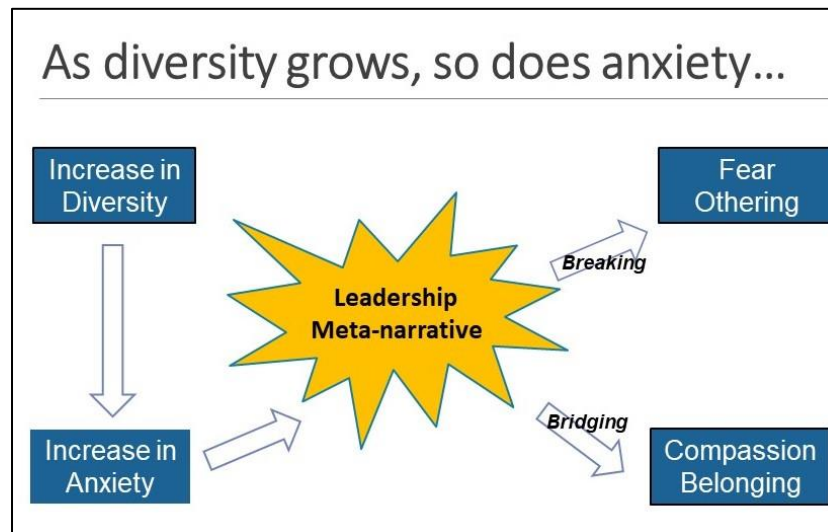 As diversity grows, so does anxiety...
Increase in
Diversity
Fear
Othering
Breaking
Leadership
Meta-narrative
Bridging
Increase in
Anxiety
Compassion
Belonging